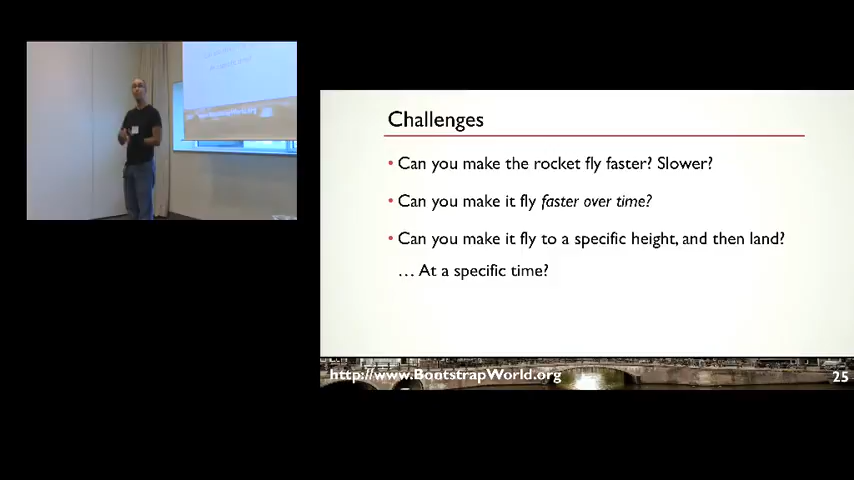 Challenges
• Can you make the rocket fly faster? Slower?
• Can you make it fly faster over time?
• Can you make it fly to a specific height, and then land?
… At a specific time?
http://www.BootstrapWorld.org
25